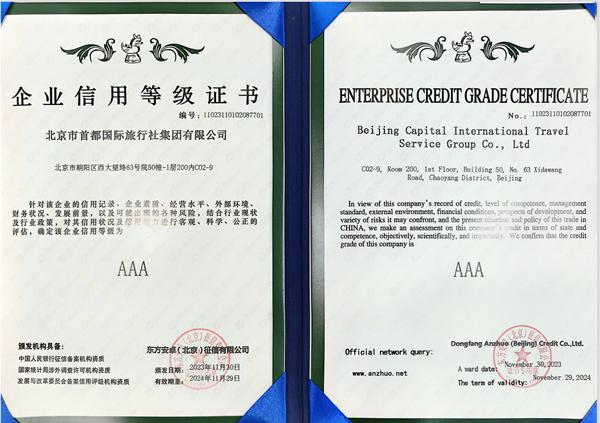 企业信用等级证书
编号：11023110102087701
北京市首都国际旅行社集团有限公司
北京市朝阳区西大望路63号院50幢-1层200内C02-9
针对该企业的信用记录、企业素质、经营水平、外部环境、
财务状况、发展前景，以及可能出现的各种风险，结合行业现状
及行业政策，对其信用状况及信用等力进行客观、科学、公正的
评估，确定该企业信用等级为
AAA
颁发机构具备：
中国人民银行征信备案机构资质
国家统计局涉外调查许可机构资质
发展与改革委员会备案信用评级机构资质
东方安卓（北京）征信有限公司
颁发日期：2023年11月30日
有效期至：2024年11月29日
ENTERPRISE CREDIT GRADE CERTIFICATE
No.: 11023110102087701
Beijing Capital International Travel
Service Group Co., Ltd
C02-9, Room 200, 1st Floor, Building 50, No. 63 Xidawang
Road, Chaoyang District, Beijing
In view of this company's record of credit, level of competence, management
standard, external environment, financial conditions, prospects of development, and
variety of risks it may confront, and the present situation and policy of this trade in
CHINA, we make an assessment on this company's credit in terms of state and
competence, objectively, scientifically, and impartially. We confirm that the credit
grade of this company is
AAA
Official network query:
www.anzhuo.net
Dongfang Anzhuo (Beijing) Credit Co.,Ltd.
A ward date: November 30, 2023
The term of validity: November 29, 2024